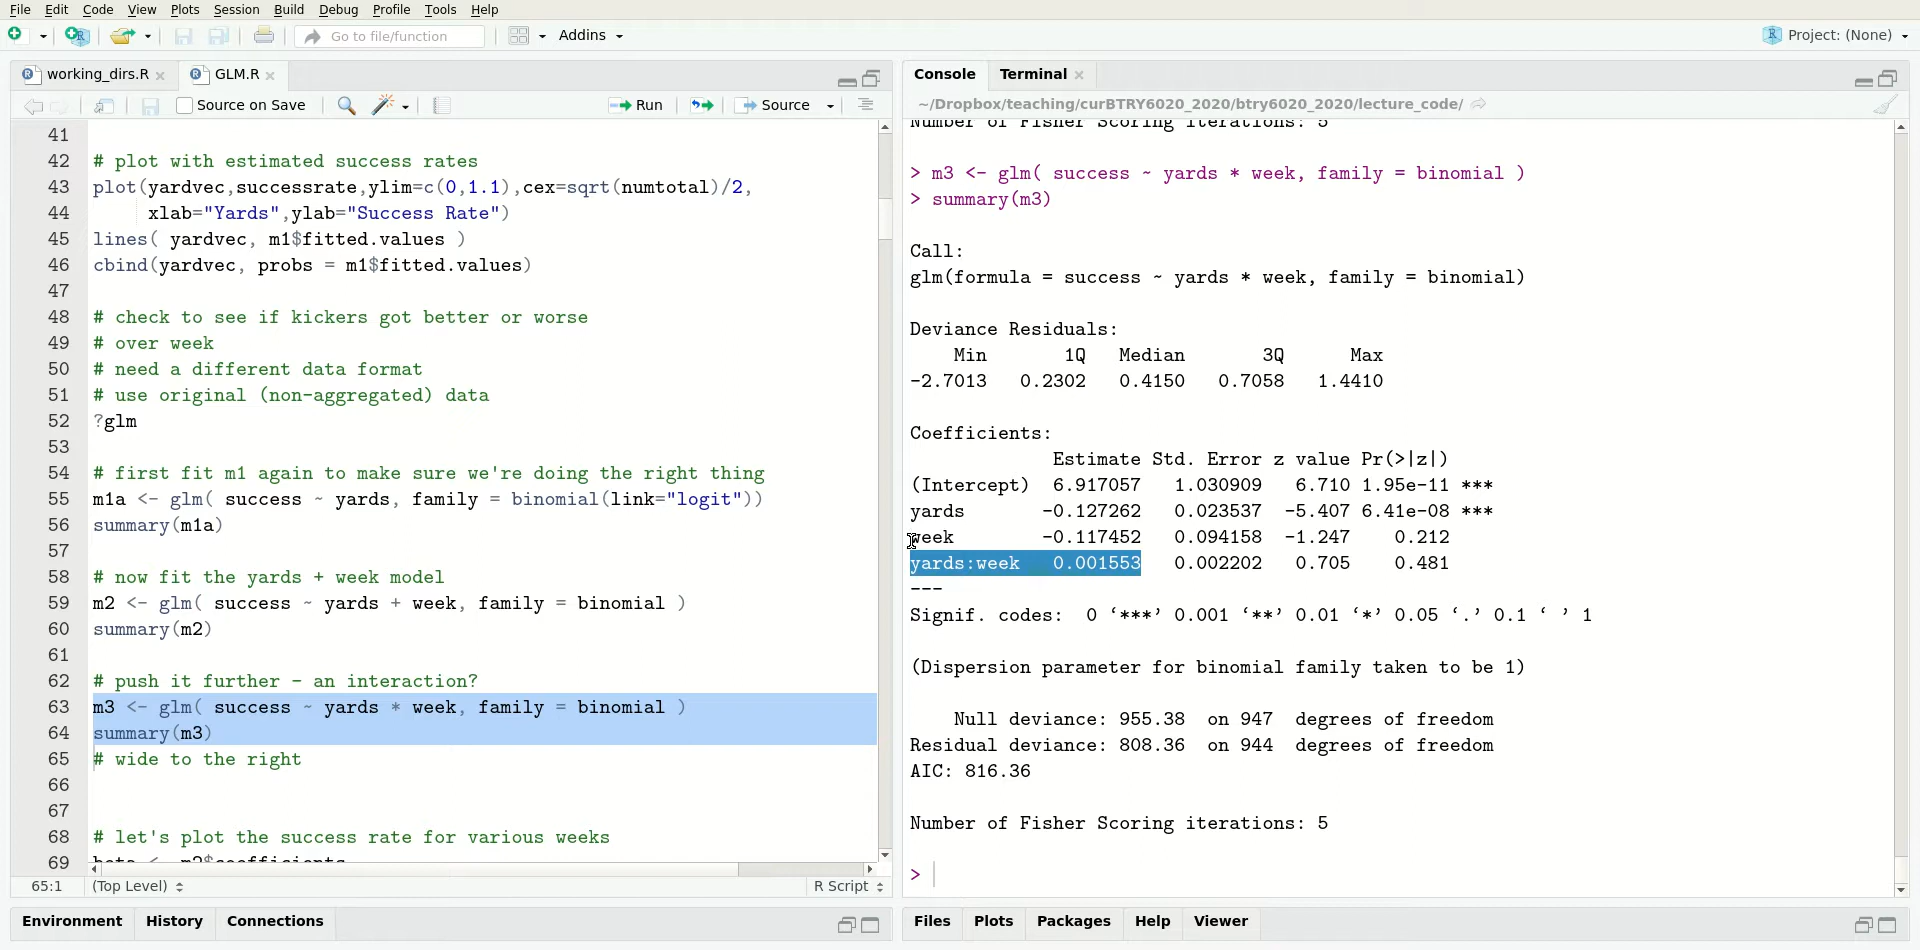 File Edit Code View Plots Session Build Debug Profile Tools Help
Go to file/function Addins Project: (None)
working_dirs.R GLM.R
Source on Save Run Source
41
42 # plot with estimated success rates
43 plot(yardvec,successrate,ylim=c(0,1.1),cex=sqrt(numtotal)/2,
44 xlab="Yards",ylab="Success Rate")
45 lines( yardvec, m1$fitted.values )
46 cbind(yardvec, probs = m1$fitted.values)
47
48 # check to see if kickers got better or worse
49 # over week
50 # need a different data format
51 # use original (non-aggregated) data
52 ?glm
53
54 # first fit m1 again to make sure we're doing the right thing
55 m1a <- glm( success ~ yards, family = binomial(link="logit"))
56 summary(m1a)
57
58 # now fit the yards + week model
59 m2 <- glm( success ~ yards + week, family = binomial )
60 summary(m2)
61
62 # push it further - an interaction?
63 m3 <- glm( success ~ yards * week, family = binomial )
64 summary(m3)
65 # wide to the right
66
67
68 # let's plot the success rate for various weeks
69 beta <- m2$coefficients
65:1 (Top Level) R Script
Environment History Connections
Console Terminal
~/Dropbox/teaching/curBTRY6020_2020/btry6020_2020/lecture_code/
Number of Fisher Scoring iterations: 5
> m3 <- glm( success ~ yards * week, family = binomial )
> summary(m3)
Call:
glm(formula = success ~ yards * week, family = binomial)
Deviance Residuals:
Min 1Q Median 3Q Max
-2.7013 0.2302 0.4150 0.7058 1.4410
Coefficients:
Estimate Std. Error z value Pr(>|z|)
(Intercept) 6.917057 1.030909 6.710 1.95e-11 ***
yards -0.127262 0.023537 -5.407 6.41e-08 ***
week -0.117452 0.094158 -1.247 0.212
yards:week 0.001553 0.002202 0.705 0.481
---
Signif. codes: 0 ‘***’ 0.001 ‘**’ 0.01 ‘*’ 0.05 ‘.’ 0.1 ‘ ’ 1
(Dispersion parameter for binomial family taken to be 1)
Null deviance: 955.38 on 947 degrees of freedom
Residual deviance: 808.36 on 944 degrees of freedom
AIC: 816.36
Number of Fisher Scoring iterations: 5
>
Files Plots Packages Help Viewer